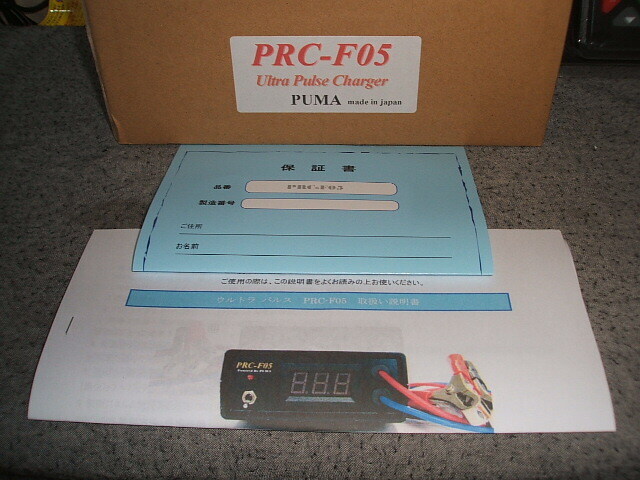 PRC-F05
Ultra Pulse Charger
PUMA made in japan
保証書
品番 PRC-F05
製造番号
ご住所
お名前
ご使用の際は、この説明書をよくお読みの上お使いください。
ウルトラ パルス PRC-F05 取扱い説明書
PRC-F05
8.8.8.